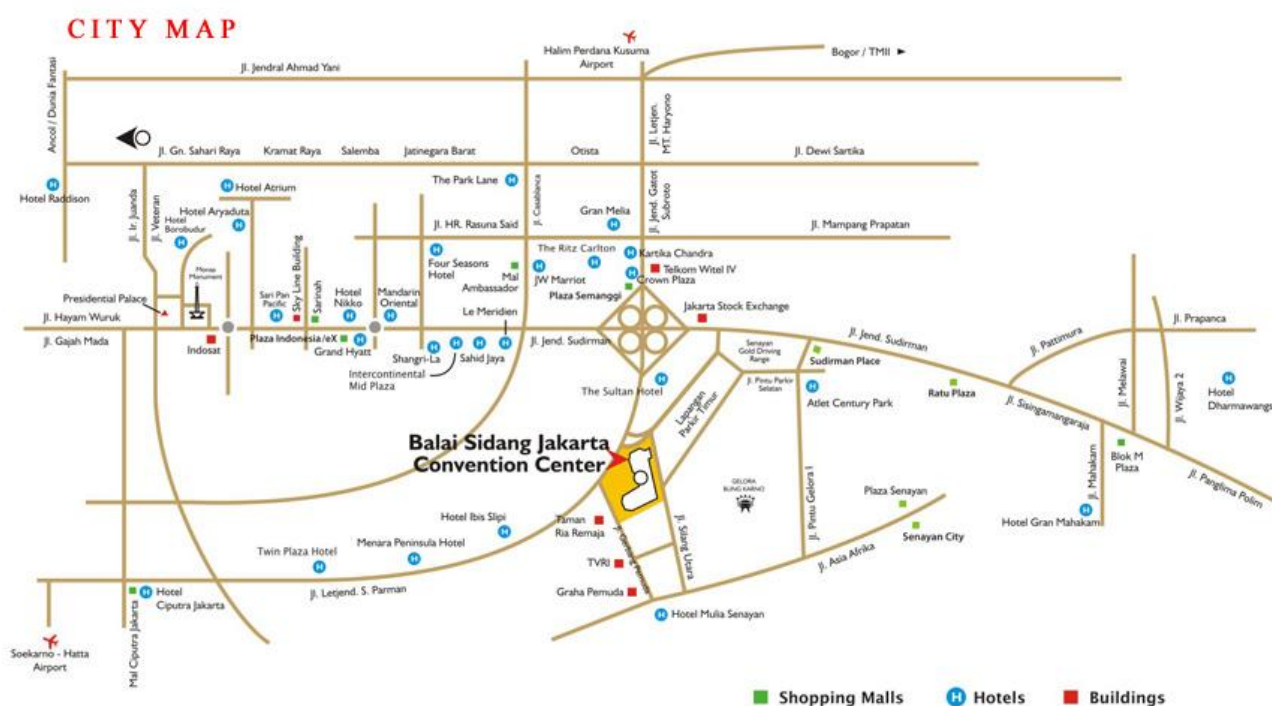 CITY MAP
Halim Perdana Kusuma
Airport
Bogor / TMII
Jl. Jendral Ahmad Yani
Ancol / Dunia Fantasi
Jl. Letjen.
MT. Haryono
Jl. Gn. Sahari Raya
Kramat Raya
Salemba
Jatinegara Barat
Otista
Jl. Dewi Sartika
H
Hotel Raddison
Jl. Ir. Juanda
Jl. Veteran
H Hotel Atrium
The Park Lane H
Jl. Casablanca
Jl. Jend. Gatot
Subroto
Hotel Aryaduta
H
Hotel
Borobudur
H
Gran Melia
H
Jl. HR. Rasuna Said
Jl. Mampang Prapatan
H
Four Seasons
Hotel
Mal
Ambassador
The Ritz Carlton
H
H
JW Marriot
H Kartika Chandra
Telkom Witel IV
H Crown Plaza
Plaza Semanggi
Monas
Monument
Presidential Palace
Jl. Hayam Wuruk
Jl. Gajah Mada
Indosat
Sari Pan
Pacific
H
Sky Line Building
Sarinah
Hotel
Nikko
H
Mandarin
Oriental
H
Le Meridien
Jakarta Stock Exchange
Plaza Indonesia/eX
H
Grand Hyatt
H
Shangri-La
H
H
Sahid Jaya
H
Intercontinental
Mid Plaza
Jl. Jend. Sudirman
Senayan
Gold Driving
Range
Sudirman Place
Jl. Jend. Sudirman
Jl. Pattimura
Jl. Prapanca
Jl. Pintu Parkir
Selatan
The Sultan Hotel
H
Lapangan
Parkir Timur
H
Atlet Century Park
Ratu Plaza
Jl. Sisingamangaraja
Jl. Melawai
Jl. Wijaya 2
H
Hotel
Dharmawangs
Balai Sidang Jakarta
Convention Center
Blok M
Plaza
Jl. Mahakam
Jl. Panglima Polim
H
Hotel Gran Mahakam
GELORA
BUNG KARNO
Jl. Pintu Gelora I
Plaza Senayan
Senayan City
Jl. Asia Afrika
Taman
Ria Remaja
Jl. Gerbang Pemuda
Jl. Silang Utara
TVRI
Graha Pemuda
H Hotel Mulia Senayan
Hotel Ibis Slipi
H
Menara Peninsula Hotel
H
Twin Plaza Hotel
H
Jl. Letjend. S. Parman
H Hotel
Ciputra Jakarta
Mal Ciputra Jakarta
Soekarno - Hatta
Airport
Shopping Malls
H Hotels
Buildings